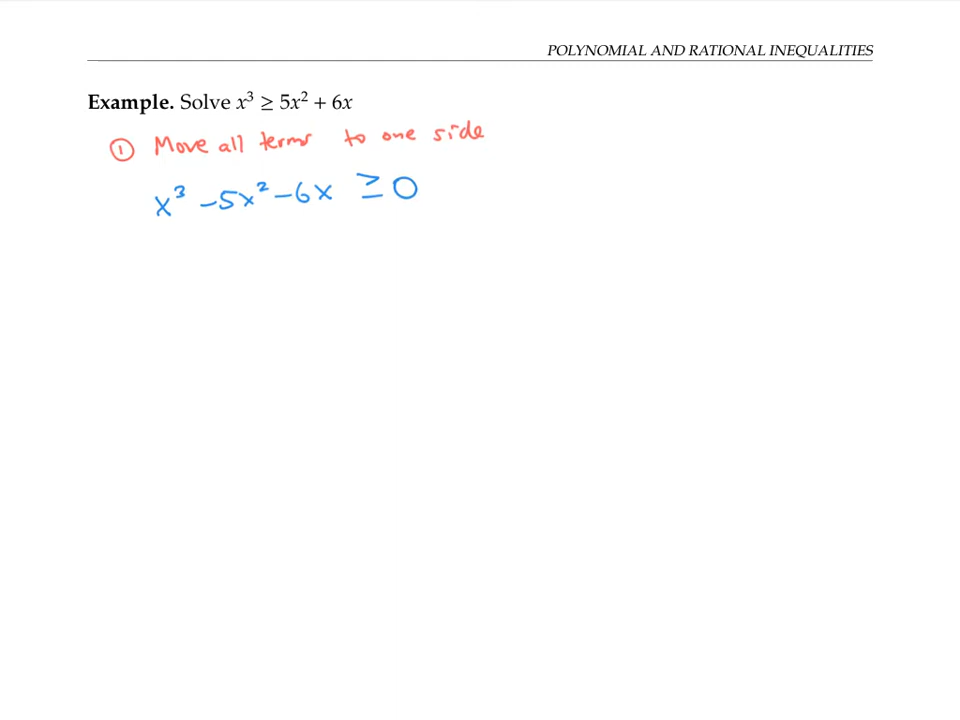 POLYNOMIAL AND RATIONAL INEQUALITIES
Example. Solve x³ ≥ 5x² + 6x
① Move all terms to one side
x³ -5x² -6x ≥ 0